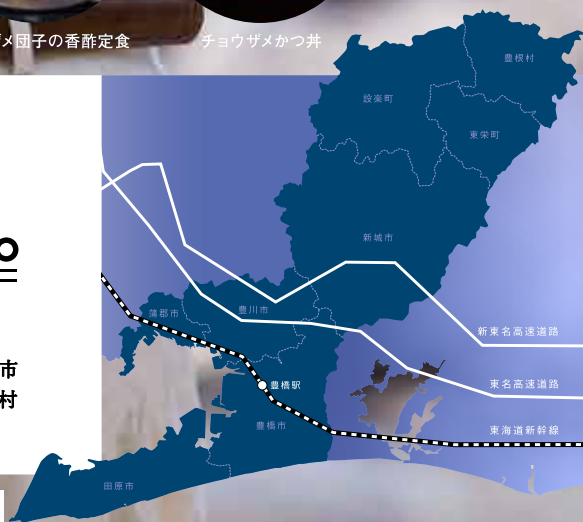 メ団子の香酢定食
チョウザメかつ丼
豊根村
設楽町
東栄町
新城市
蒲郡市
豊川市
新東名高速道路
市
東名高速道路
豊橋駅
村
豊橋市
東海道新幹線
田原市